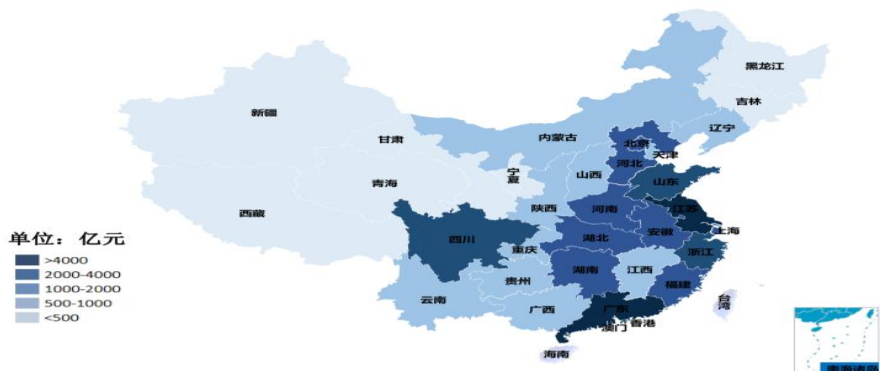 黑龙江
吉林
辽宁
新疆
甘肃
内蒙古
北京
天津
河北
宁夏
山西
青海
山东
陕西
河南
江苏
西藏
安徽
上海
四川
湖北
重庆
浙江
湖南
江西
贵州
福建
云南
广西
广东
台湾
香港
澳门
海南
单位：亿元
>4000
2000-4000
1000-2000
500-1000
<500
南海诸岛